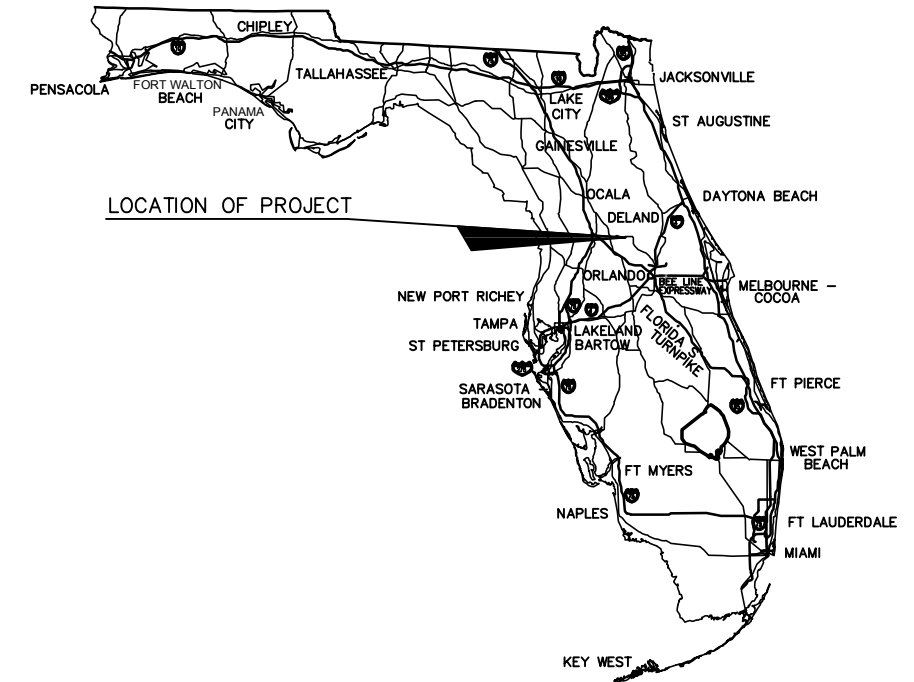 CHIPLEY
TALLAHASSEE
PENSACOLA
FORT WALTON
BEACH
PANAMA
CITY
JACKSONVILLE
LAKE
CITY
ST AUGUSTINE
GAINESVILLE
OCALA
DAYTONA BEACH
DELAND
LOCATION OF PROJECT
ORLANDO
BEE LINE
EXPRESSWAY
MELBOURNE –
COCOA
NEW PORT RICHEY
TAMPA
LAKELAND
BARTOW
FLORIDA'S
TURNPIKE
ST PETERSBURG
SARASOTA –
BRADENTON
FT PIERCE
WEST PALM
BEACH
FT MYERS
NAPLES
FT LAUDERDALE
MIAMI
KEY WEST